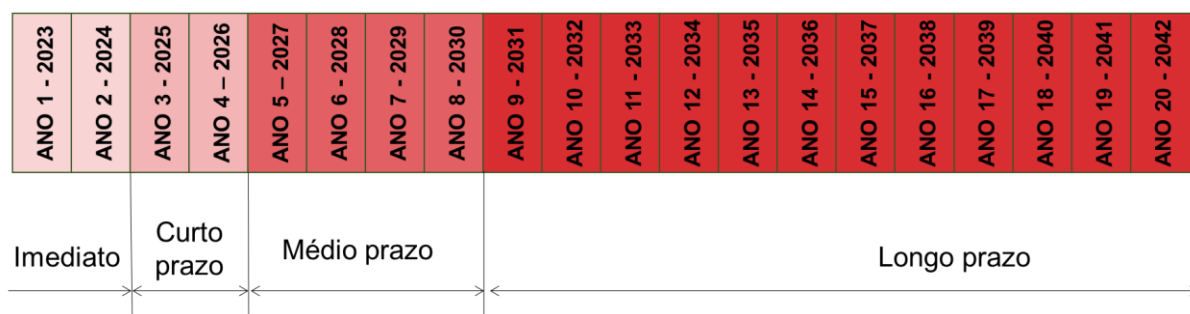 ANO 1 - 2023
ANO 2 - 2024
ANO 3 - 2025
ANO 4 – 2026
ANO 5 – 2027
ANO 6 - 2028
ANO 7 - 2029
ANO 8 - 2030
ANO 9 - 2031
ANO 10 - 2032
ANO 11 - 2033
ANO 12 - 2034
ANO 13 - 2035
ANO 14 - 2036
ANO 15 - 2037
ANO 16 - 2038
ANO 17 - 2039
ANO 18 - 2040
ANO 19 - 2041
ANO 20 - 2042
Imediato
Curto
prazo
Médio prazo
Longo prazo